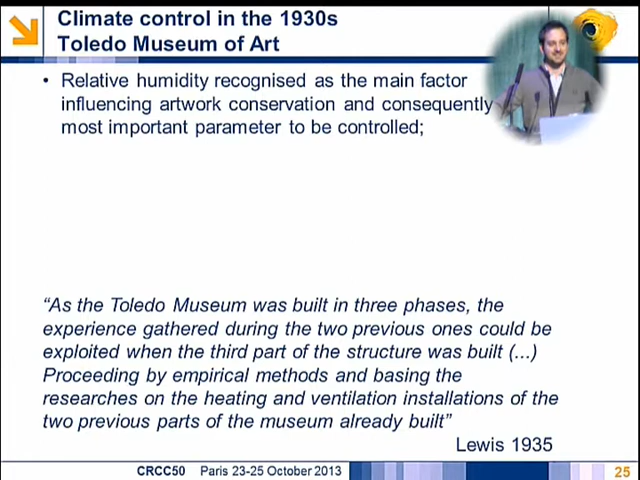 Climate control in the 1930s
Toledo Museum of Art
• Relative humidity recognised as the main factor
influencing artwork conservation and consequently
most important parameter to be controlled;
“As the Toledo Museum was built in three phases, the
experience gathered during the two previous ones could be
exploited when the third part of the structure was built (...)
Proceeding by empirical methods and basing the
researches on the heating and ventilation installations of the
two previous parts of the museum already built”
Lewis 1935
CRCC50 Paris 23-25 October 2013
25